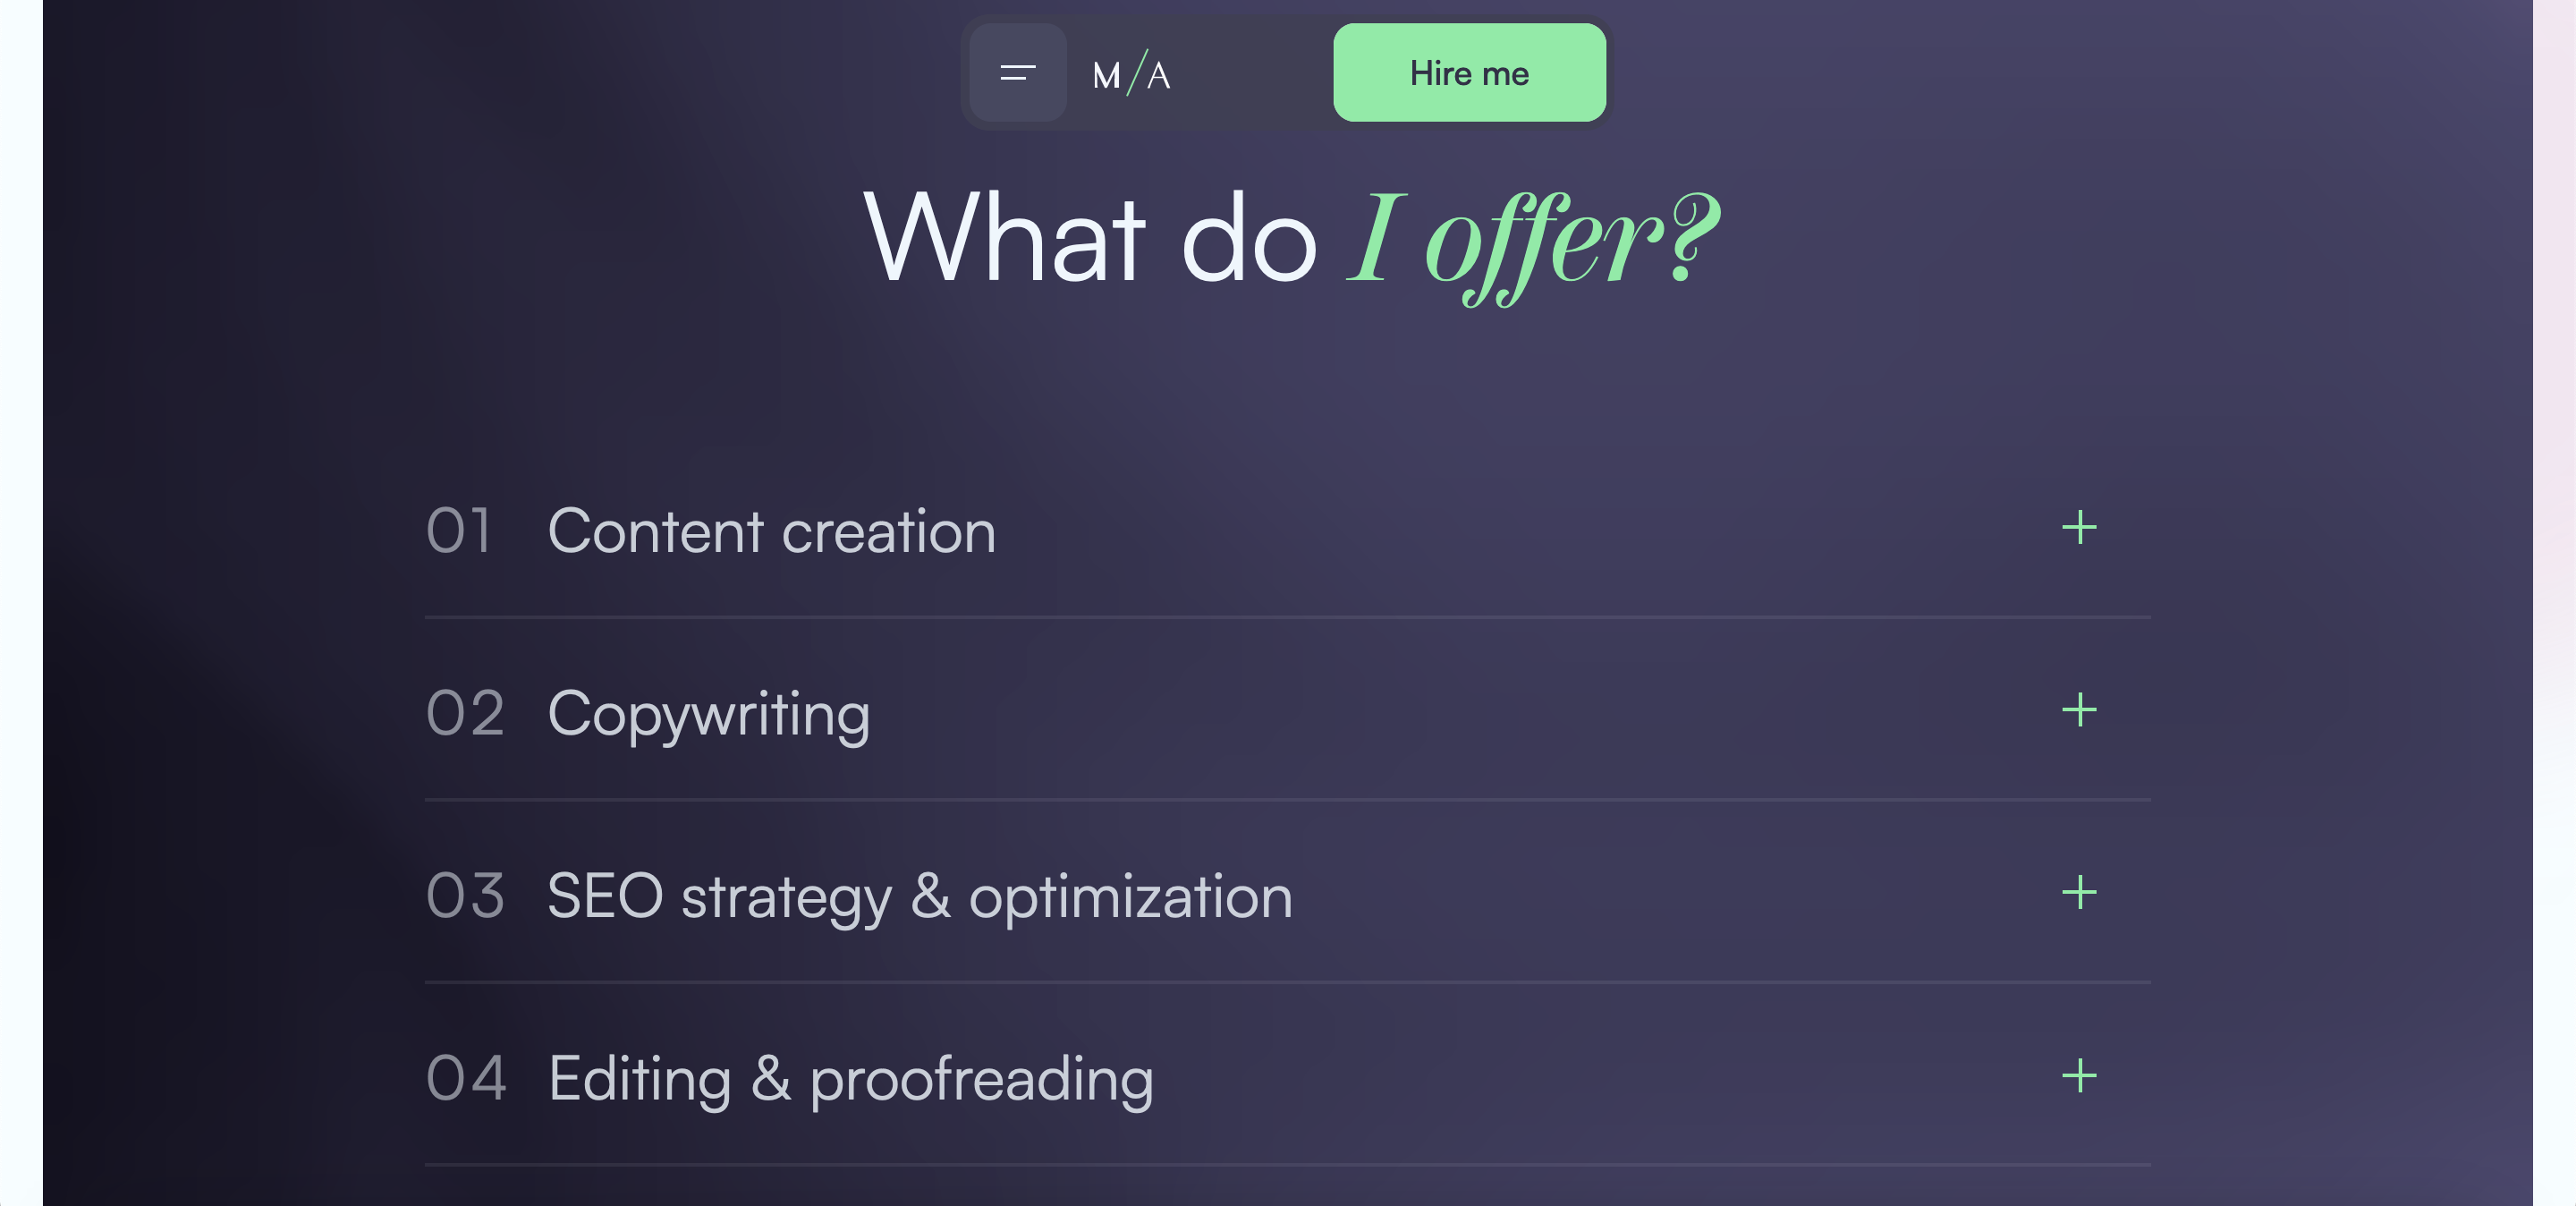 M/A
Hire me
What do I offer?
01 Content creation
02 Copywriting
03 SEO strategy & optimization
04 Editing & proofreading